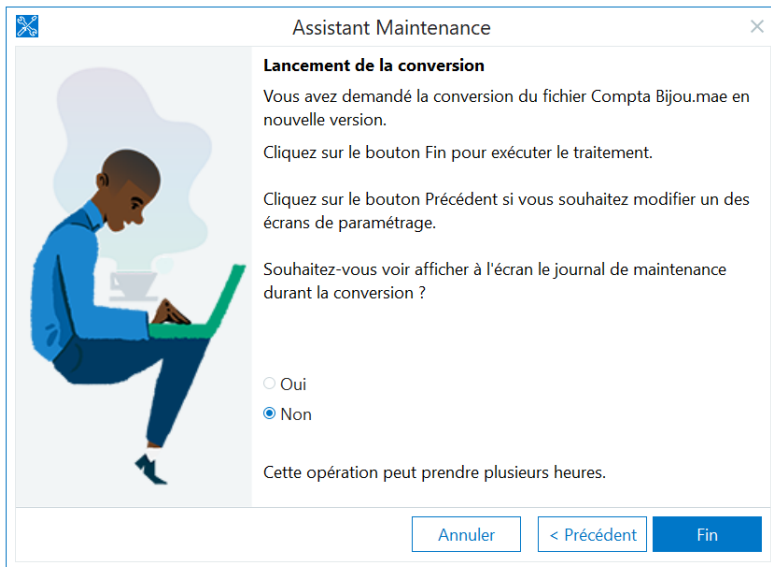 Assistant Maintenance
Lancement de la conversion
Vous avez demandé la conversion du fichier Compta Bijou.mae en
nouvelle version.
Cliquez sur le bouton Fin pour exécuter le traitement.
Cliquez sur le bouton Précédent si vous souhaitez modifier un des
écrans de paramétrage.
Souhaitez-vous voir afficher à l'écran le journal de maintenance
durant la conversion ?
Oui
Non
Cette opération peut prendre plusieurs heures.
Annuler
< Précédent
Fin